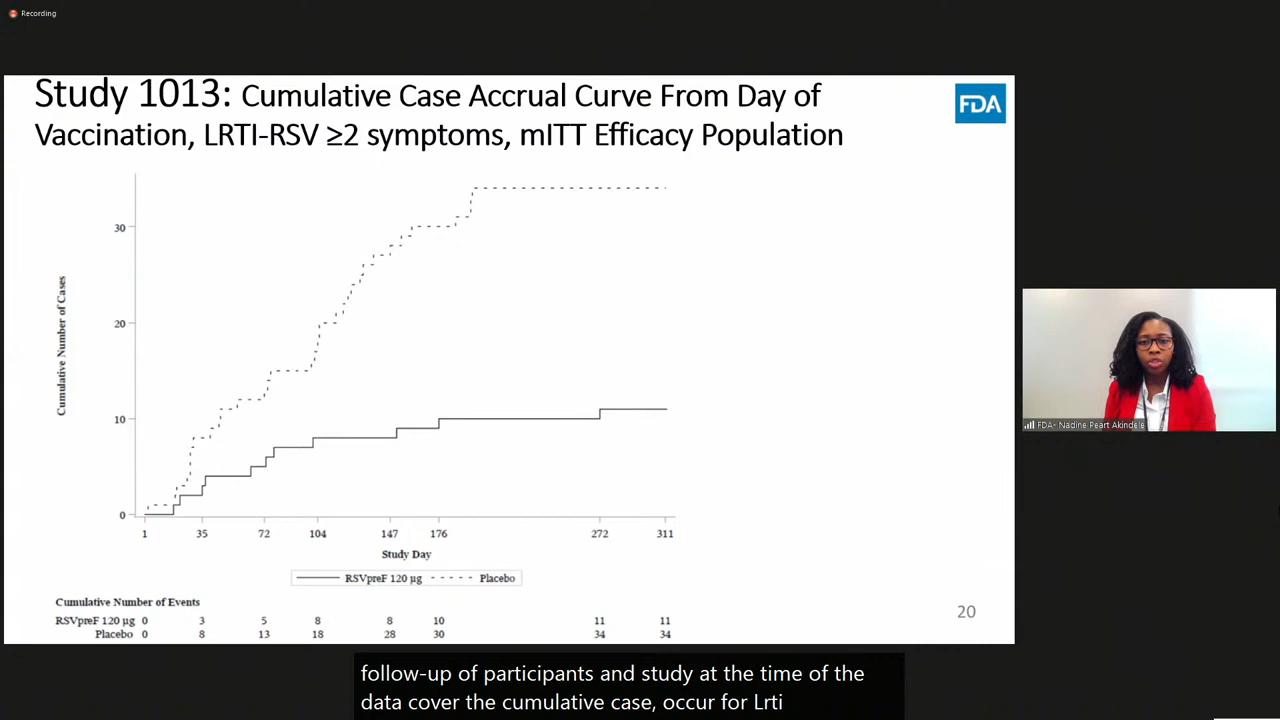 Recording
Study 1013: Cumulative Case Accrual Curve From Day of
Vaccination, LRTI-RSV ≥2 symptoms, mITT Efficacy Population
FDA
Cumulative Number of Cases
30
20
10
0
1 35 72 104 147 176 272 311
Study Day
RSVpreF 120 µg Placebo
Cumulative Number of Events
RSVpreF 120 µg 0 3 5 8 8 10 11 11
Placebo 0 8 13 18 28 30 34 34
20
FDA- Nadine Peart Akindele
follow-up of participants and study at the time of the
data cover the cumulative case, occur for Lrti